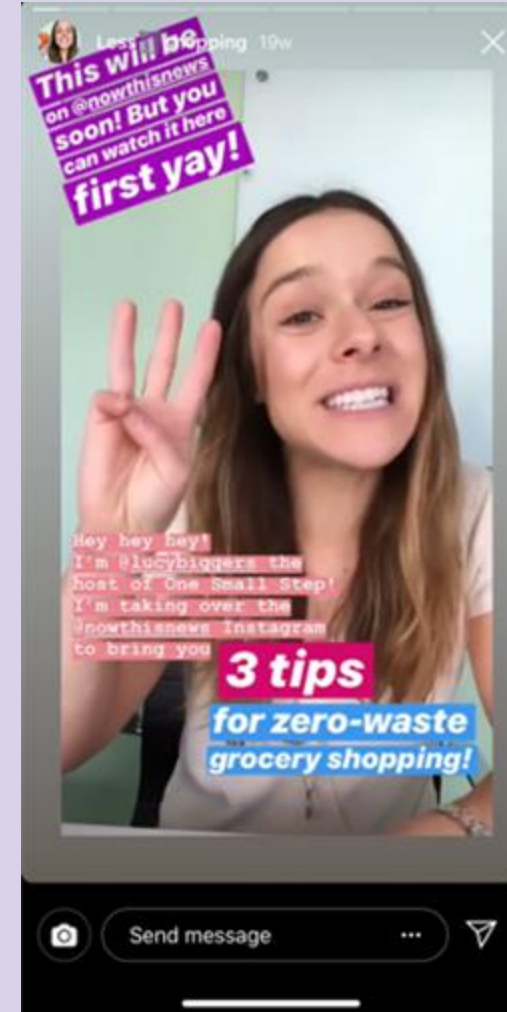 shopping 19w
This will be
on @nowthisnews
soon! But you
can watch it here
first yay!
Hey hey hey!
I'm @lucybiggers the
host of One Small Step!
I'm taking over the
@nowthisnews Instagram
to bring you
3 tips
for zero-waste
grocery shopping!
Send message